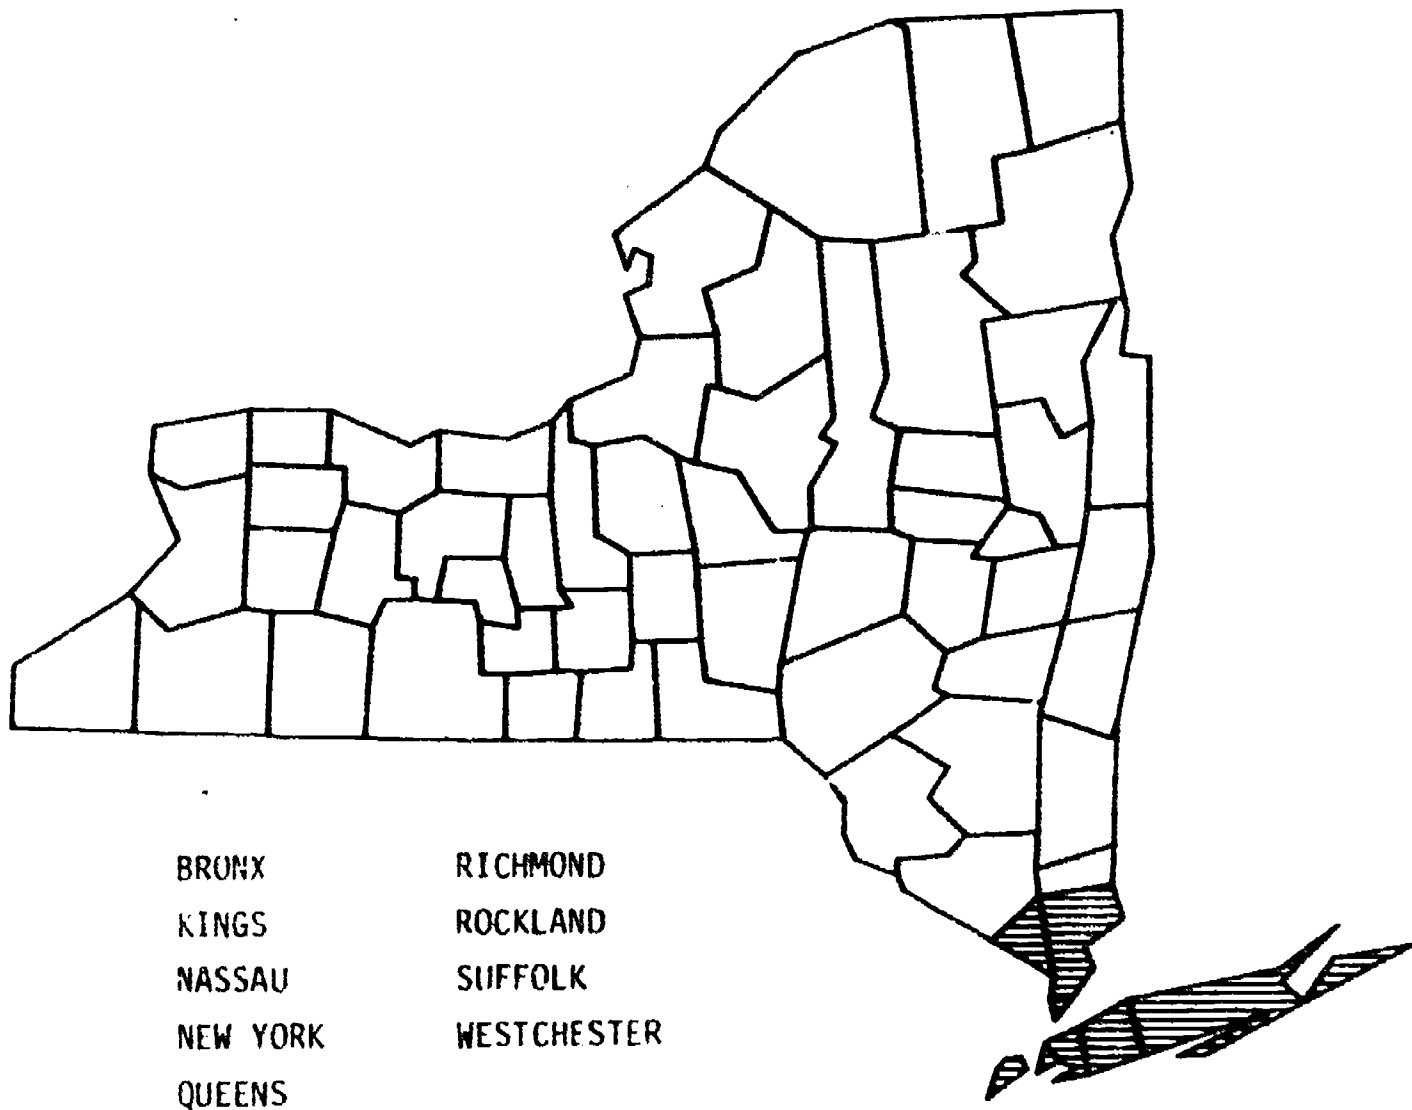 BRONX
KINGS
NASSAU
NEW YORK
QUEENS
RICHMOND
ROCKLAND
SUFFOLK
WESTCHESTER